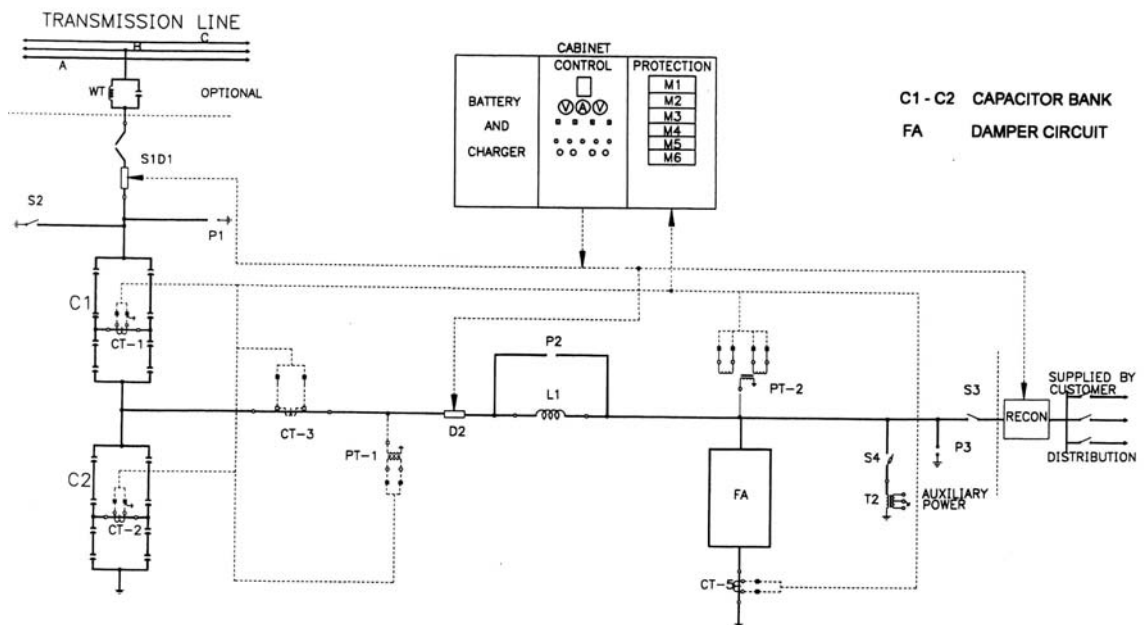 TRANSMISSION LINE
C
B
A
WT
OPTIONAL
S1D1
S2
P1
C1
CT-1
C2
CT-2
CT-3
PT-1
D2
P2
L1
PT-2
FA
CT-5
S4
T2
AUXILIARY
POWER
P3
S3
RECON
SUPPLIED BY
CUSTOMER
DISTRIBUTION
CABINET
BATTERY
AND
CHARGER
CONTROL
V A V
PROTECTION
M1
M2
M3
M4
M5
M6
C1 - C2 CAPACITOR BANK
FA DAMPER CIRCUIT